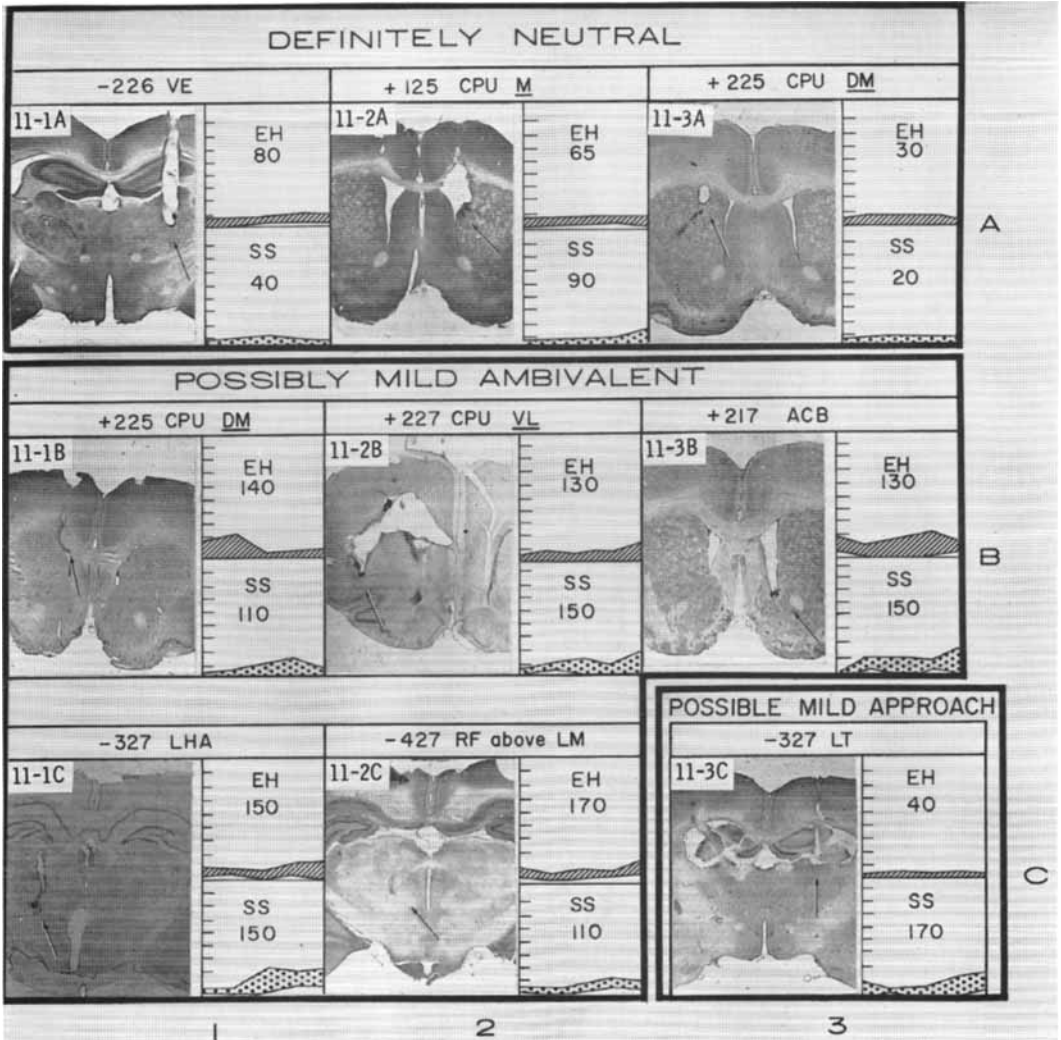 DEFINITELY NEUTRAL
-226 VE
+125 CPU M
+225 CPU DM
11-1A
EH
80
SS
40
11-2A
EH
65
SS
90
11-3A
EH
30
SS
20
A
POSSIBLY MILD AMBIVALENT
+225 CPU DM
+227 CPU VL
+217 ACB
11-1B
EH
140
SS
110
11-2B
EH
130
SS
150
11-3B
EH
130
SS
150
B
-327 LHA
-427 RF above LM
11-1C
EH
150
SS
150
11-2C
EH
170
SS
110
POSSIBLE MILD APPROACH
-327 LT
11-3C
EH
40
SS
170
C
1
2
3